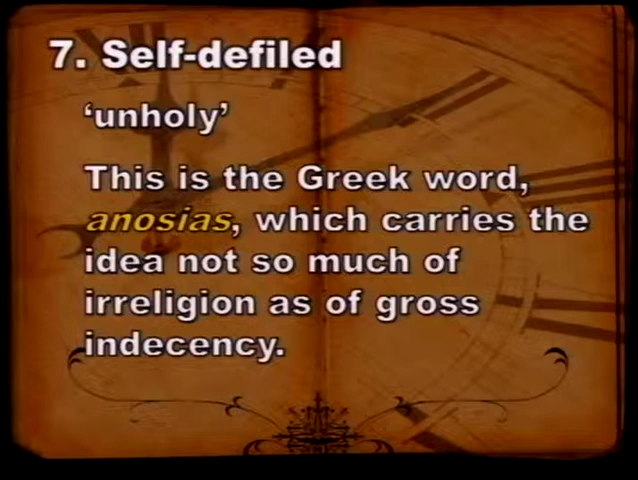 7. Self-defiled
‘unholy’
This is the Greek word,
anosias, which carries the
idea not so much of
irreligion as of gross
indecency.